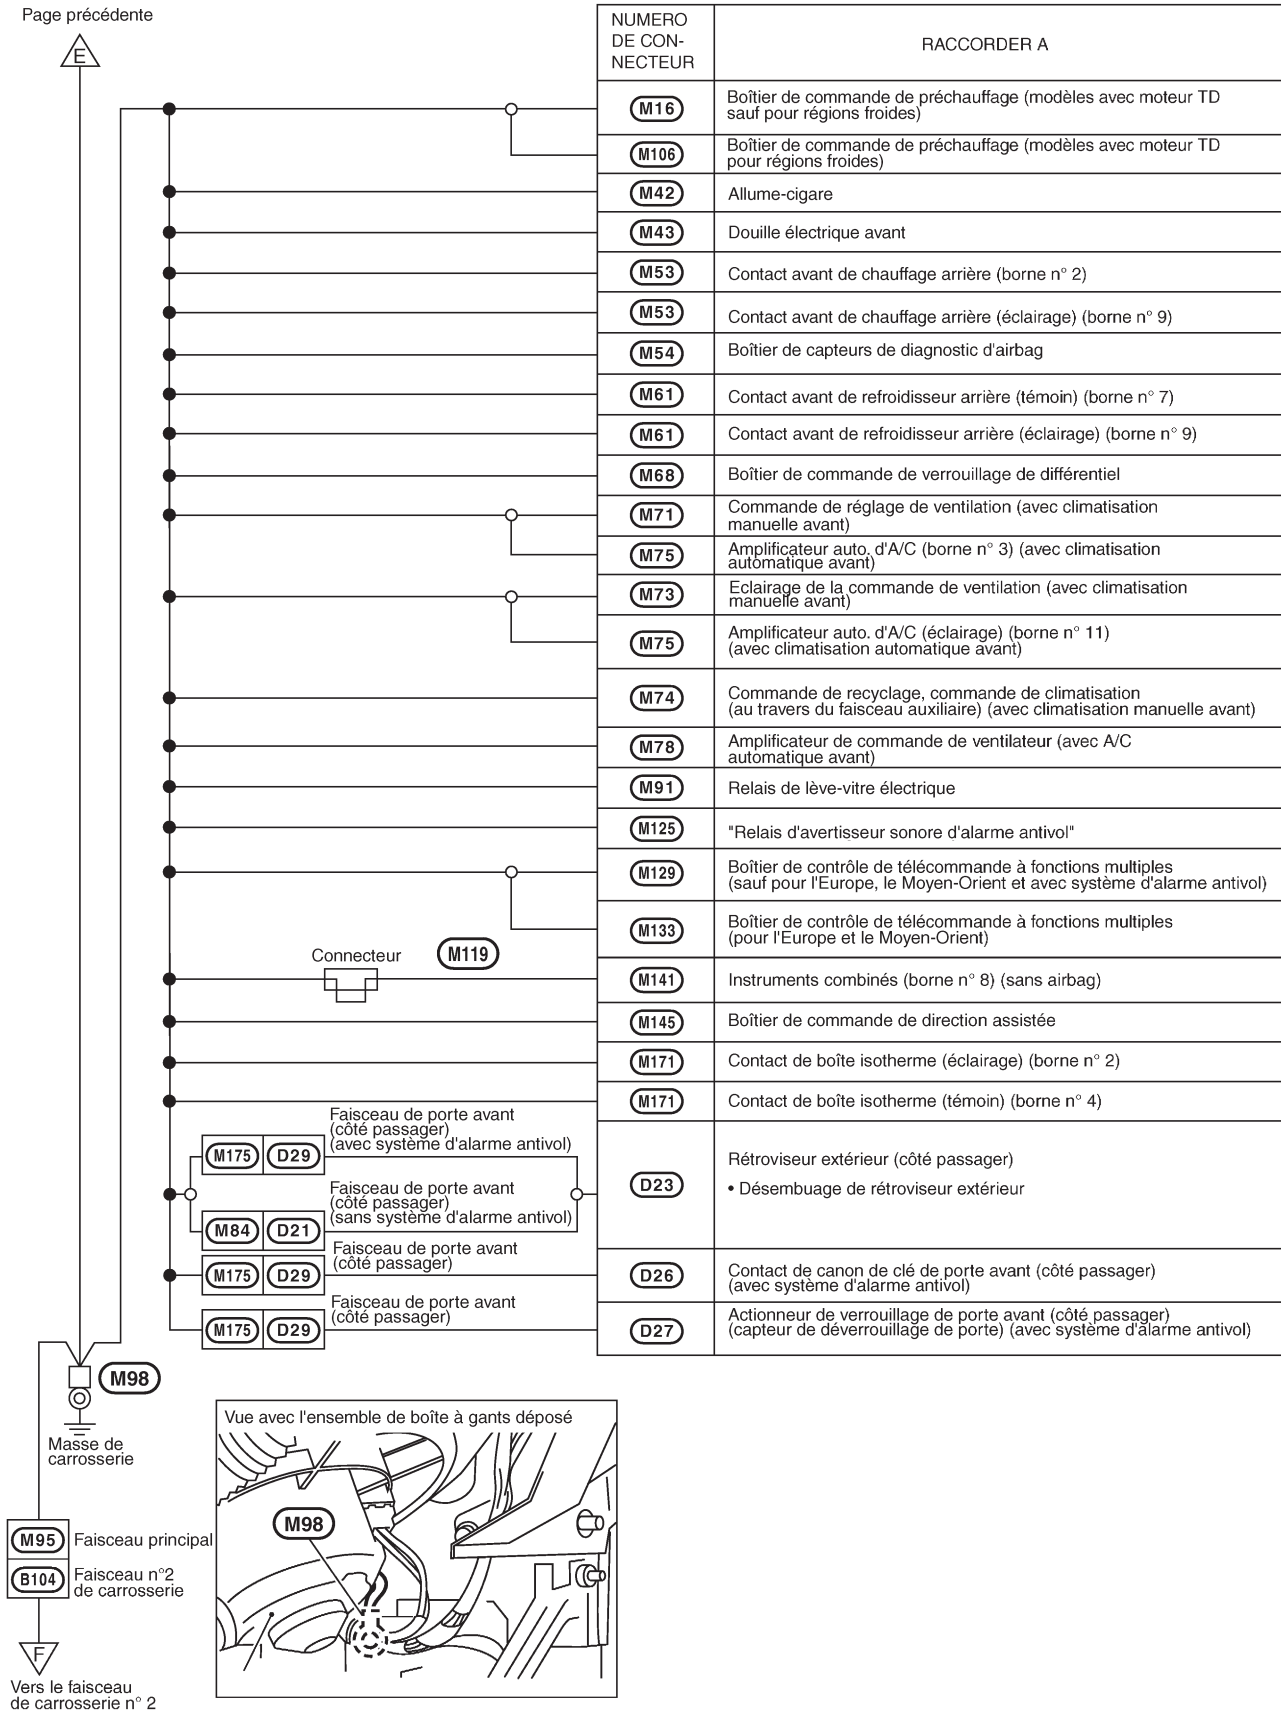 Page précédente
E
NUMERO
DE CON-
NECTEUR
RACCORDER A
M16
Boîtier de commande de préchauffage (modèles avec moteur TD
sauf pour régions froides)
M106
Boîtier de commande de préchauffage (modèles avec moteur TD
pour régions froides)
M42
Allume-cigare
M43
Douille électrique avant
M53
Contact avant de chauffage arrière (borne n° 2)
M53
Contact avant de chauffage arrière (éclairage) (borne n° 9)
M54
Boîtier de capteurs de diagnostic d'airbag
M61
Contact avant de refroidisseur arrière (témoin) (borne n° 7)
M61
Contact avant de refroidisseur arrière (éclairage) (borne n° 9)
M68
Boîtier de commande de verrouillage de différentiel
M71
Commande de réglage de ventilation (avec climatisation
manuelle avant)
M75
Amplificateur auto. d'A/C (borne n° 3) (avec climatisation
automatique avant)
M73
Eclairage de la commande de ventilation (avec climatisation
manuelle avant)
M75
Amplificateur auto. d'A/C (éclairage) (borne n° 11)
(avec climatisation automatique avant)
M74
Commande de recyclage, commande de climatisation
(au travers du faisceau auxiliaire) (avec climatisation manuelle avant)
M78
Amplificateur de commande de ventilateur (avec A/C
automatique avant)
M91
Relais de lève-vitre électrique
M125
"Relais d'avertisseur sonore d'alarme antivol"
M129
Boîtier de contrôle de télécommande à fonctions multiples
(sauf pour l'Europe, le Moyen-Orient et avec système d'alarme antivol)
M133
Boîtier de contrôle de télécommande à fonctions multiples
(pour l'Europe et le Moyen-Orient)
Connecteur
M119
M141
Instruments combinés (borne n° 8) (sans airbag)
M145
Boîtier de commande de direction assistée
M171
Contact de boîte isotherme (éclairage) (borne n° 2)
M171
Contact de boîte isotherme (témoin) (borne n° 4)
Faisceau de porte avant
(côté passager)
(avec système d'alarme antivol)
M175 D29
Faisceau de porte avant
(côté passager)
(sans système d'alarme antivol)
M84 D21
D23
Rétroviseur extérieur (côté passager)
• Désembuage de rétroviseur extérieur
Faisceau de porte avant
(côté passager)
M175 D29
D26
Contact de canon de clé de porte avant (côté passager)
(avec système d'alarme antivol)
Faisceau de porte avant
(côté passager)
M175 D29
D27
Actionneur de verrouillage de porte avant (côté passager)
(capteur de déverrouillage de porte) (avec système d'alarme antivol)
M98
Masse de
carrosserie
Vue avec l'ensemble de boîte à gants déposé
M98
M95
Faisceau principal
B104
Faisceau n°2
de carrosserie
F
Vers le faisceau
de carrosserie n° 2